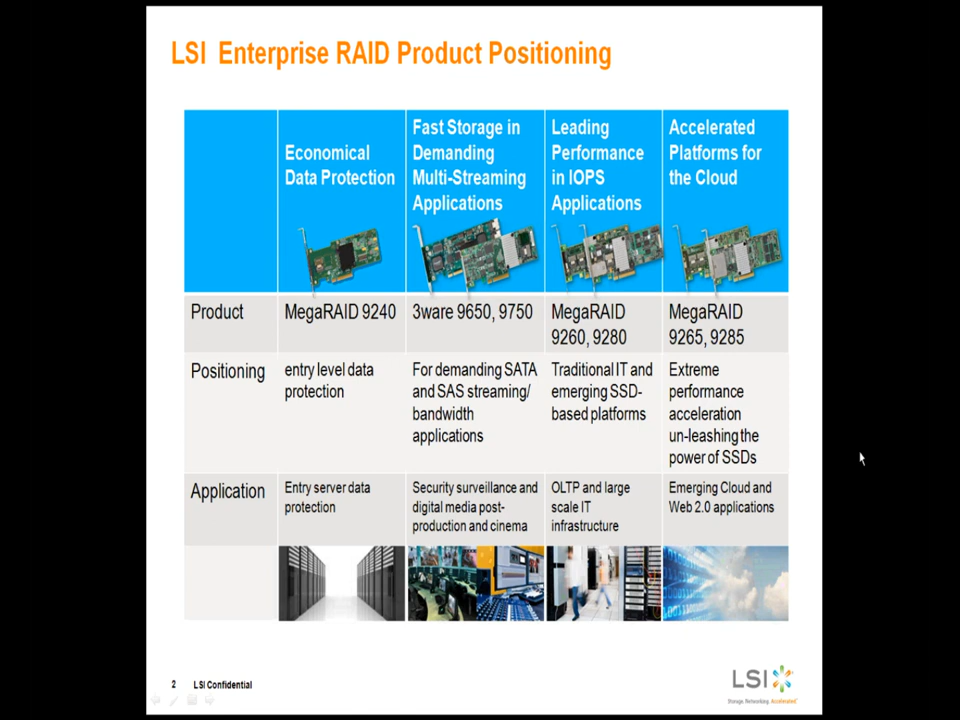 LSI Enterprise RAID Product Positioning
Economical
Data Protection
Fast Storage in
Demanding
Multi-Streaming
Applications
Leading
Performance
in IOPS
Applications
Accelerated
Platforms for
the Cloud
Product
MegaRAID 9240
3ware 9650, 9750
MegaRAID
9260, 9280
MegaRAID
9265, 9285
Positioning
entry level data
protection
For demanding SATA
and SAS streaming/
bandwidth
applications
Traditional IT and
emerging SSD-
based platforms
Extreme
performance
acceleration
un-leashing the
power of SSDs
Application
Entry server data
protection
Security surveillance and
digital media post-
production and cinema
OLTP and large
scale IT
infrastructure
Emerging Cloud and
Web 2.0 applications
2 LSI Confidential
LSI
Storage. Networking. Accelerated.